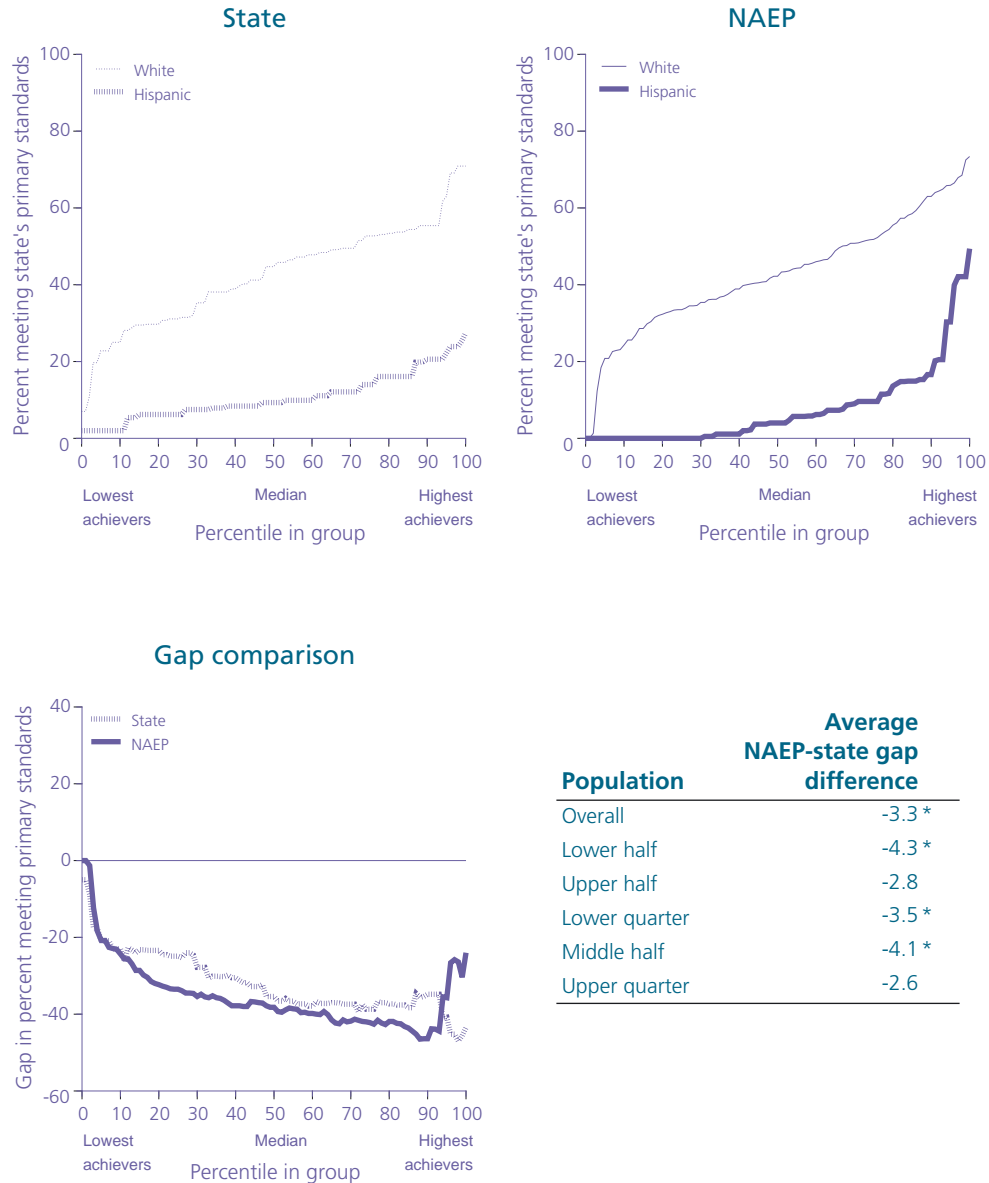 State
Percent meeting state's primary standards
100
80
60
40
20
0
White
Hispanic
0 10 20 30 40 50 60 70 80 90 100
Lowest achievers
Median
Highest achievers
Percentile in group
NAEP
Percent meeting state's primary standards
100
80
60
40
20
0
White
Hispanic
0 10 20 30 40 50 60 70 80 90 100
Lowest achievers
Median
Highest achievers
Percentile in group
Gap comparison
Gap in percent meeting primary standards
40
20
0
-20
-40
-60
State
NAEP
0 10 20 30 40 50 60 70 80 90 100
Lowest achievers
Median
Highest achievers
Percentile in group
Population Average NAEP-state gap difference
Overall -3.3 *
Lower half -4.3 *
Upper half -2.8
Lower quarter -3.5 *
Middle half -4.1 *
Upper quarter -2.6